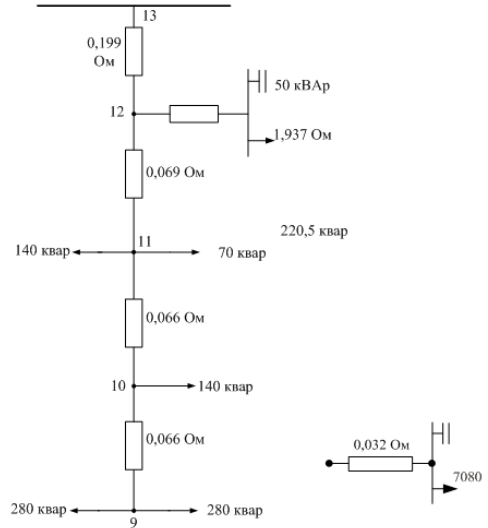 13
0,199
Ом
50 кВАр
12
1,937 Ом
0,069 Ом
220,5 квар
11
140 квар
70 квар
0,066 Ом
10
140 квар
0,066 Ом
0,032 Ом
7080
280 квар
280 квар
9